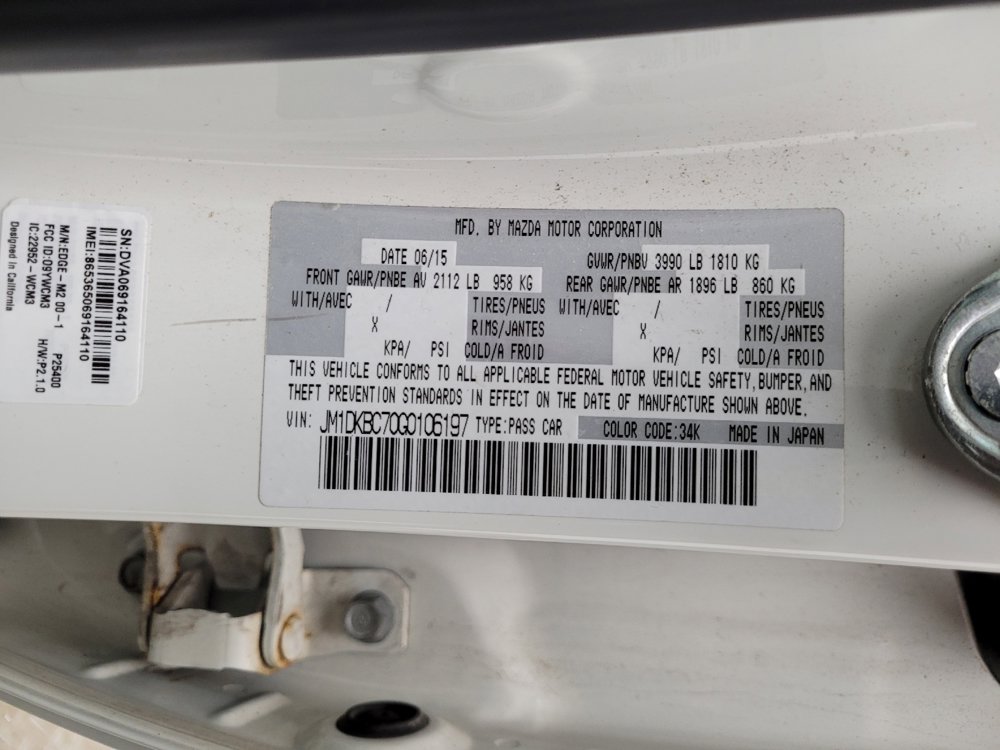 SN:DVA069164110
IMEI:865365069164110
M/N:EDGE-M2 00-1 P25400
FCC ID:09YWCM3 H/W:P2.1.0
IC:22952-WCM3
Designed in California
MFD. BY MAZDA MOTOR CORPORATION
DATE 06/15 GVWR/PNBV 3990 LB 1810 KG
FRONT GAWR/PNBE AV 2112 LB 958 KG REAR GAWR/PNBE AR 1896 LB 860 KG
WITH/AVEC / TIRES/PNEUS WITH/AVEC / TIRES/PNEUS
X RIMS/JANTES X RIMS/JANTES
KPA/ PSI COLD/A FROID KPA/ PSI COLD/A FROID
THIS VEHICLE CONFORMS TO ALL APPLICABLE FEDERAL MOTOR VEHICLE SAFETY, BUMPER, AND
THEFT PREVENTION STANDARDS IN EFFECT ON THE DATE OF MANUFACTURE SHOWN ABOVE.
VIN: JM1DKBC70G0106197 TYPE:PASS CAR COLOR CODE:34K MADE IN JAPAN